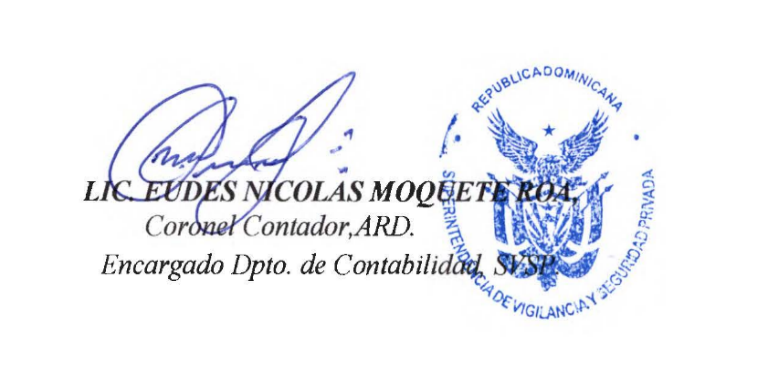 LIC. EUDES NICOLAS MOQUETE ROA,
Coronel Contador,ARD.
Encargado Dpto. de Contabilidad, SVSP.
REPUBLICA DOMINICANA
SUPERINTENDENCIA DE VIGILANCIA Y SEGURIDAD PRIVADA